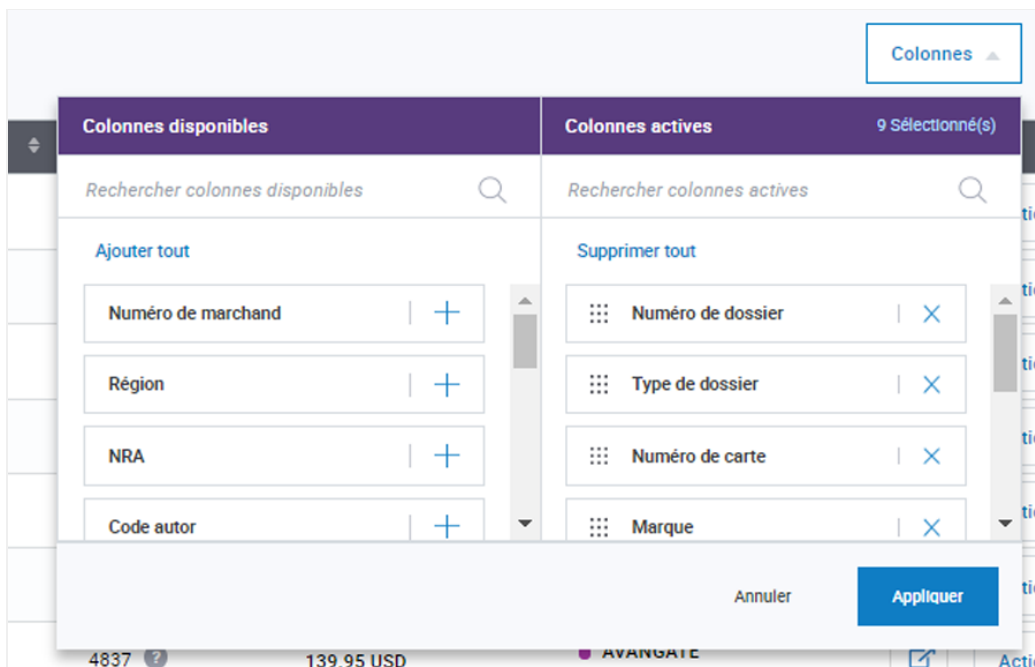 Colonnes
Colonnes disponibles
Colonnes actives 9 Sélectionné(s)
Rechercher colonnes disponibles
Rechercher colonnes actives
Ajouter tout
Supprimer tout
Numéro de marchand
Numéro de dossier
Région
Type de dossier
NRA
Numéro de carte
Code autor
Marque
Annuler
Appliquer
4837 ? 139.95 USD AVANGATE